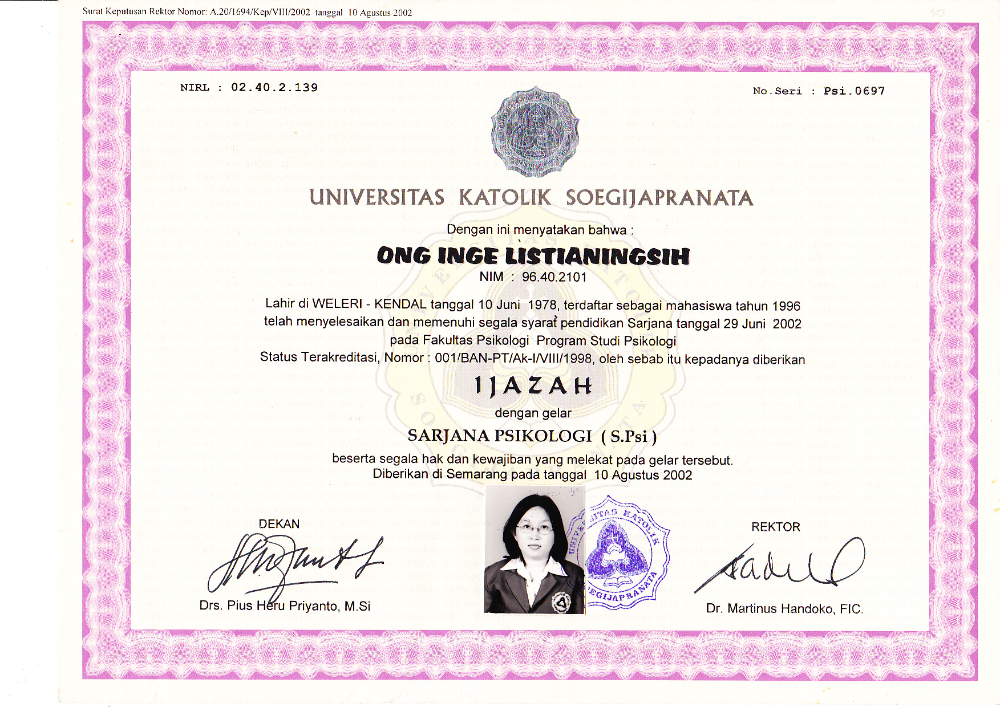 Surat Keputusan Rektor Nomor: A.20/1694/Kep/VIII/2002 tanggal 10 Agustus 2002
NIRL : 02.40.2.139
No.Seri : Psi.0697
UNIVERSITAS KATOLIK SOEGIJAPRANATA
Dengan ini menyatakan bahwa :
ONG INGE LISTIANINGSIH
NIM : 96.40.2101
Lahir di WELERI - KENDAL tanggal 10 Juni 1978, terdaftar sebagai mahasiswa tahun 1996
telah menyelesaikan dan memenuhi segala syarat pendidikan Sarjana tanggal 29 Juni 2002
pada Fakultas Psikologi Program Studi Psikologi
Status Terakreditasi, Nomor : 001/BAN-PT/Ak-I/VIII/1998, oleh sebab itu kepadanya diberikan
IJAZAH
dengan gelar
SARJANA PSIKOLOGI ( S.Psi )
beserta segala hak dan kewajiban yang melekat pada gelar tersebut.
Diberikan di Semarang pada tanggal 10 Agustus 2002
DEKAN
REKTOR
UNIVERSITAS KATOLIK
SOEGIJAPRANATA
Drs. Pius Heru Priyanto, M.Si
Dr. Martinus Handoko, FIC.